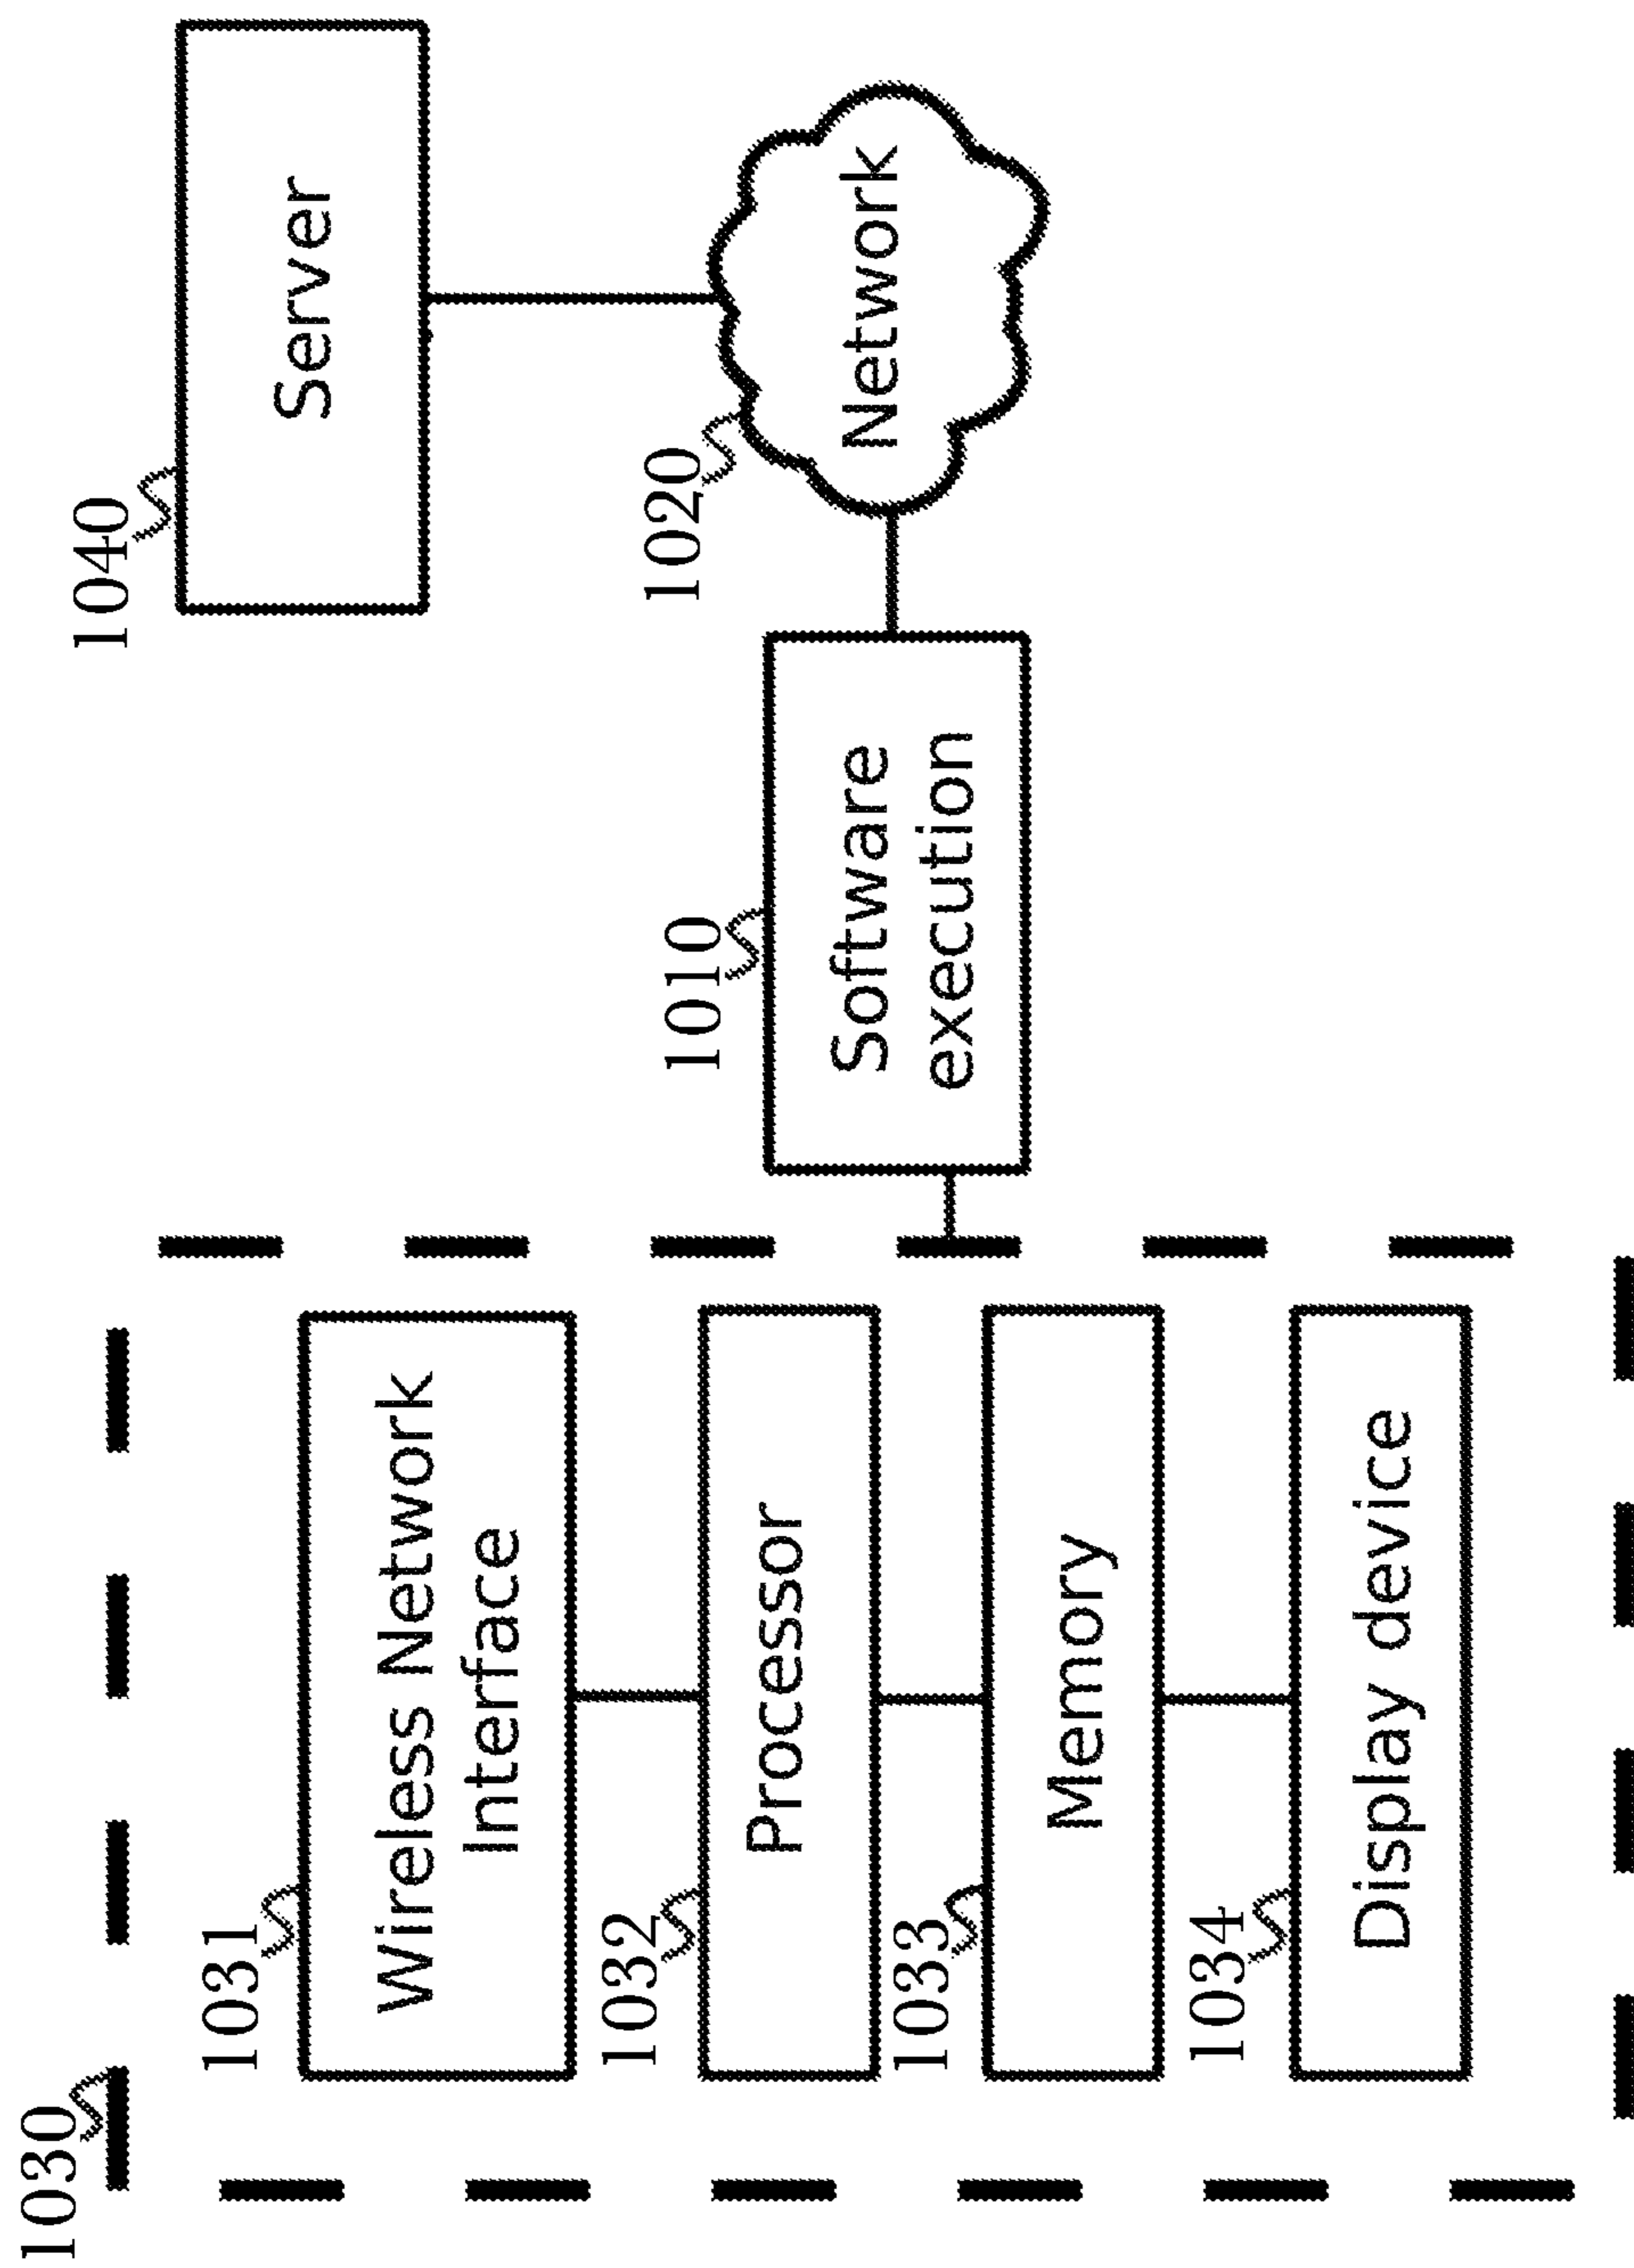 1030
1031
Wireless Network
Interface
1032
Processor
1033
Memory
1034
Display device
1010
Software
execution
1020
Network
1040
Server